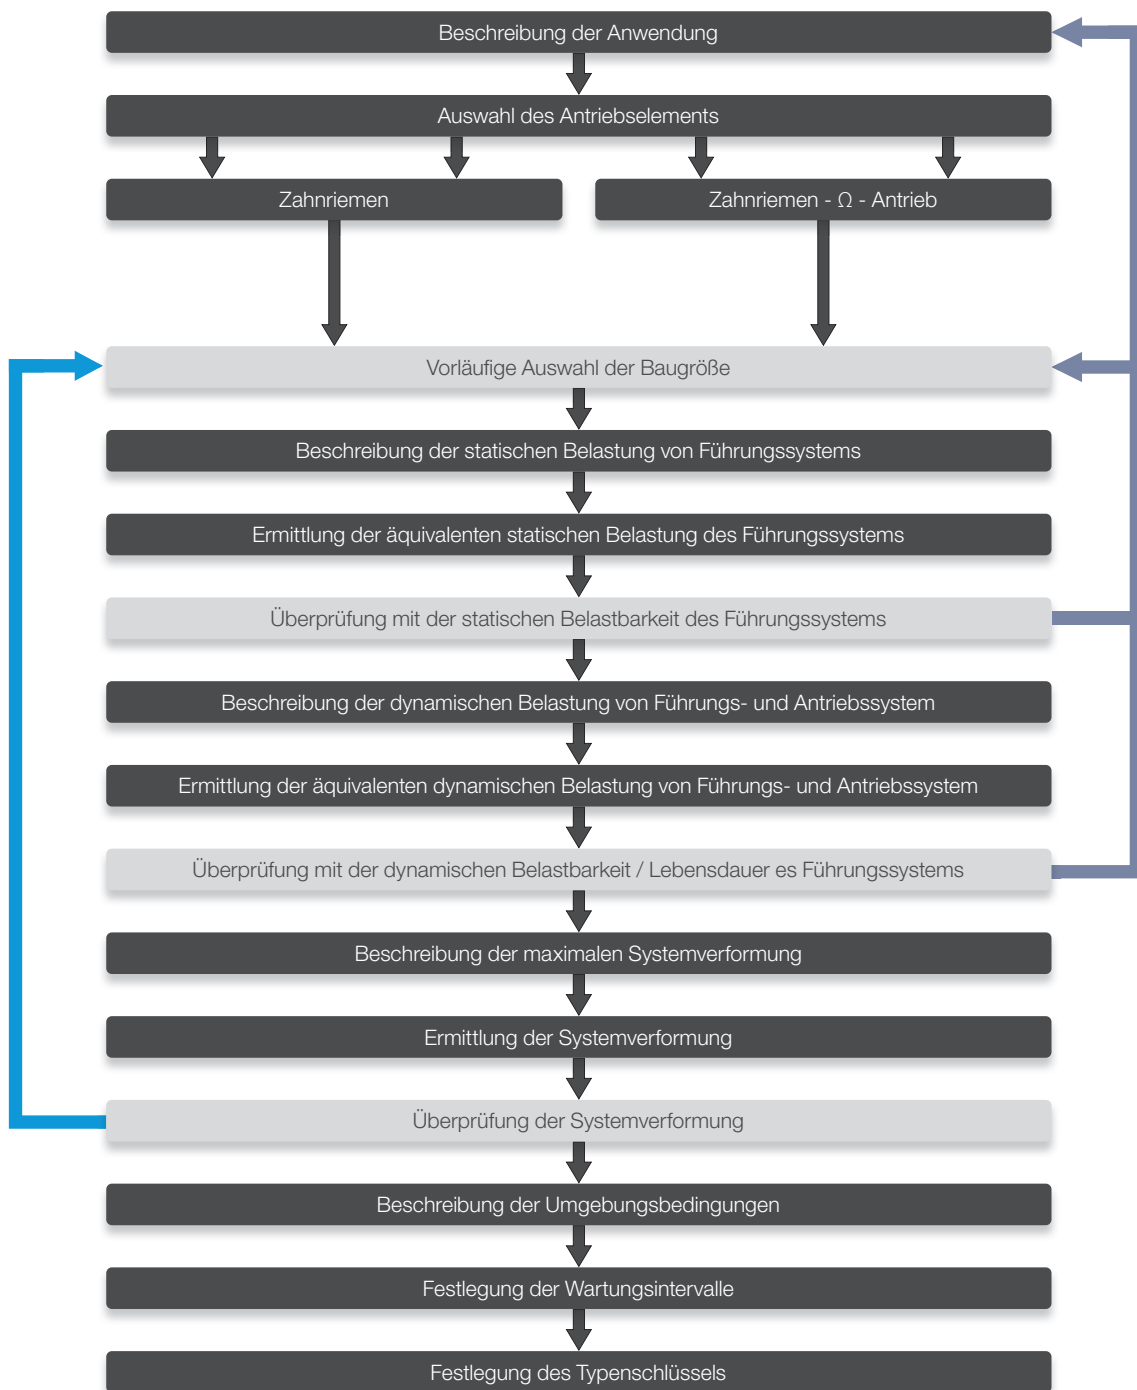 Beschreibung der Anwendung
Auswahl des Antriebselements
Zahnriemen
Zahnriemen - Ω - Antrieb
Vorläufige Auswahl der Baugröße
Beschreibung der statischen Belastung von Führungssystems
Ermittlung der äquivalenten statischen Belastung des Führungssystems
Überprüfung mit der statischen Belastbarkeit des Führungssystems
Beschreibung der dynamischen Belastung von Führungs- und Antriebssystem
Ermittlung der äquivalenten dynamischen Belastung von Führungs- und Antriebssystem
Überprüfung mit der dynamischen Belastbarkeit / Lebensdauer es Führungssystems
Beschreibung der maximalen Systemverformung
Ermittlung der Systemverformung
Überprüfung der Systemverformung
Beschreibung der Umgebungsbedingungen
Festlegung der Wartungsintervalle
Festlegung des Typenschlüssels